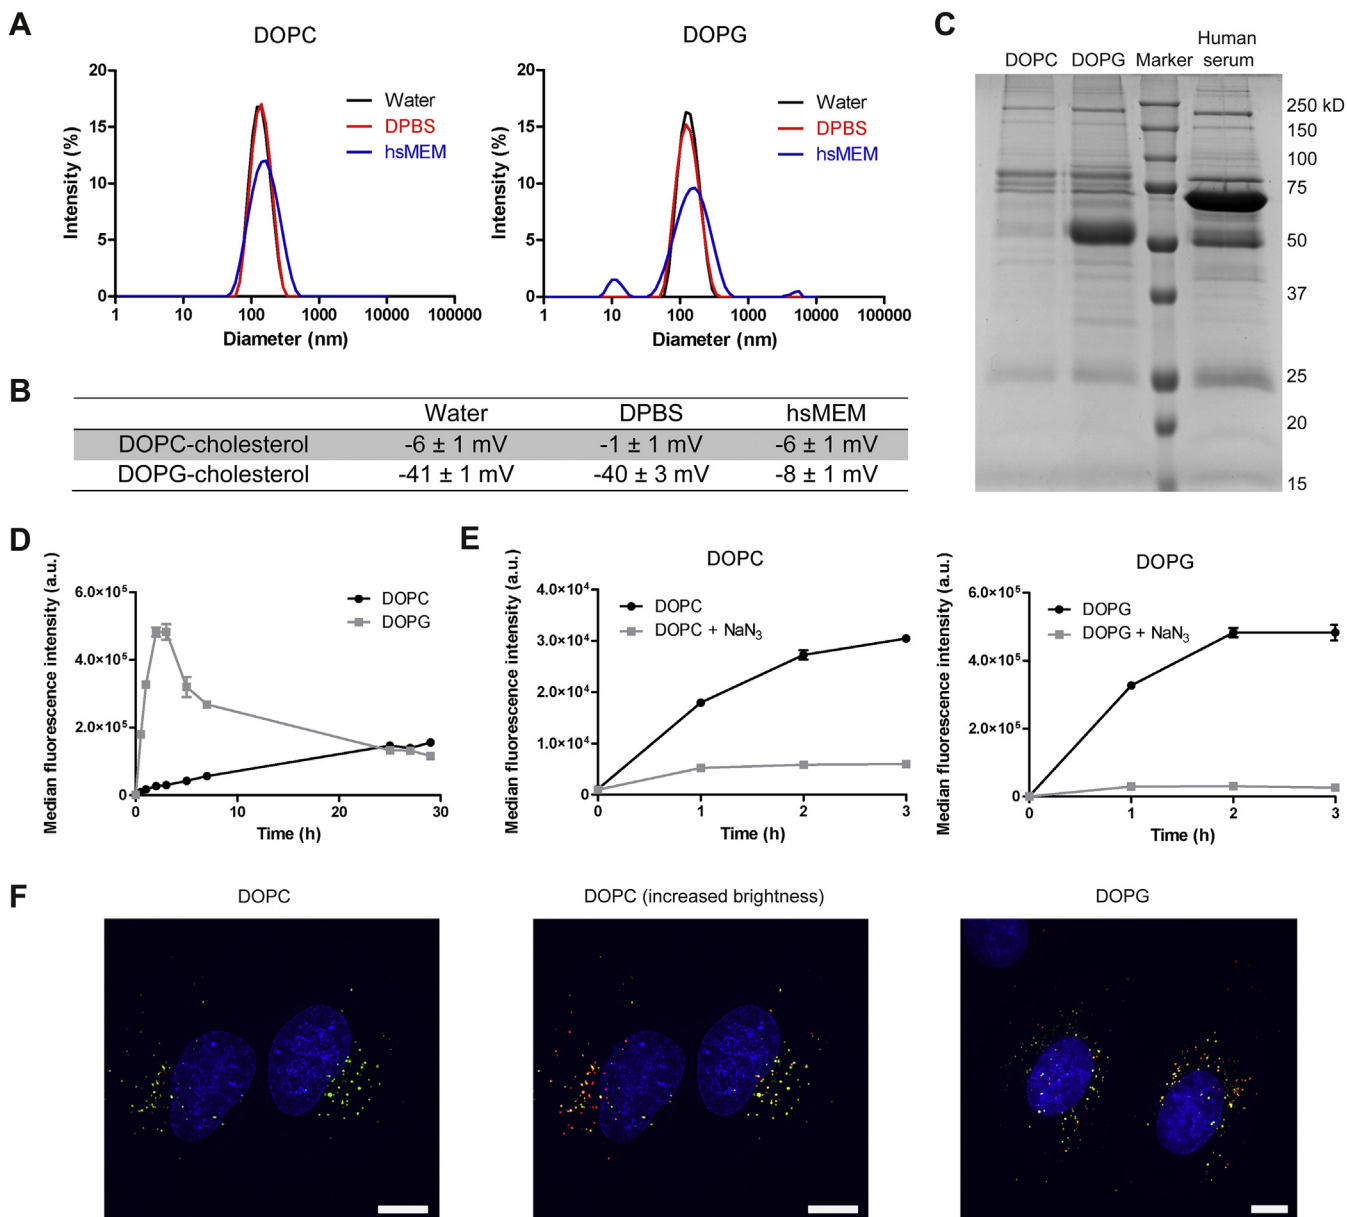 A
DOPC
20
15
10
5
0
Intensity (%)
1 10 100 1000 10000 100000
Diameter (nm)
Water
DPBS
hsMEM
DOPG
20
15
10
5
0
Intensity (%)
1 10 100 1000 10000 100000
Diameter (nm)
Water
DPBS
hsMEM
B
Water DPBS hsMEM
DOPC-cholesterol -6 ± 1 mV -1 ± 1 mV -6 ± 1 mV
DOPG-cholesterol -41 ± 1 mV -40 ± 3 mV -8 ± 1 mV
C
Human
DOPC DOPG Marker serum
250 kD
150
100
75
50
37
25
20
15
D
Median fluorescence intensity (a.u.)
6.0×10⁵
4.0×10⁵
2.0×10⁵
0
0 10 20 30
Time (h)
DOPC
DOPG
E
DOPC
Median fluorescence intensity (a.u.)
4.0×10⁴
3.0×10⁴
2.0×10⁴
1.0×10⁴
0
0 1 2 3
Time (h)
DOPC
DOPC + NaN₃
DOPG
Median fluorescence intensity (a.u.)
6.0×10⁵
4.0×10⁵
2.0×10⁵
0
0 1 2 3
Time (h)
DOPG
DOPG + NaN₃
F
DOPC
DOPC (increased brightness)
DOPG